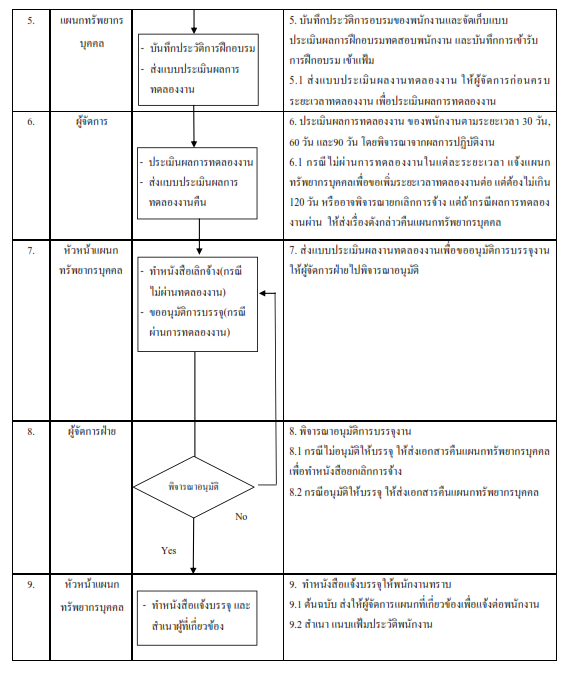 5.
แผนกทรัพยากร
บุคคล
- บันทึกประวัติการฝึกอบรม
- ส่งแบบประเมินผลการ
ทดลองงาน
5. บันทึกประวัติการอบรมของพนักงานและจัดเก็บแบบ
ประเมินผลการฝึกอบรมทดสอบพนักงาน และบันทึกการเข้ารับ
การฝึกอบรม เข้าแฟ้ม
5.1 ส่งแบบประเมินผลงานทดลองงาน ให้ผู้จัดการก่อนครบ
ระยะเวลาทดลองงาน เพื่อประเมินผลการทดลองงาน
6.
ผู้จัดการ
- ประเมินผลการทดลองงาน
- ส่งแบบประเมินผลการ
ทดลองงานคืน
6. ประเมินผลการทดลองงาน ของพนักงานตามระยะเวลา 30 วัน,
60 วัน และ90 วัน โดยพิจารณาจากผลการปฏิบัติงาน
6.1 กรณีไม่ผ่านการทดลองงานในแต่ละระยะเวลา แจ้งแผนก
ทรัพยากรบุคคลเพื่อขอเพิ่มระยะเวลาทดลองงานต่อ แต่ต้องไม่เกิน
120 วัน หรืออาจพิจารณายกเลิกการจ้าง แต่ถ้ากรณีผลการทดลอง
งานผ่าน ให้ส่งเรื่องดังกล่าวคืนแผนกทรัพยากรบุคคล
7.
หัวหน้าแผนก
ทรัพยากรบุคคล
- ทำหนังสือเลิกจ้าง(กรณี
ไม่ผ่านทดลองงาน)
- ขออนุมัติการบรรจุ(กรณี
ผ่านการทดลองงาน)
7. ส่งแบบประเมินผลงานทดลองงานเพื่อขออนุมัติการบรรจุงาน
ให้ผู้จัดการฝ่ายไปพิจารณาอนุมัติ
8.
ผู้จัดการฝ่าย
พิจารณาอนุมัติ
No
Yes
8. พิจารณาอนุมัติการบรรจุงาน
8.1 กรณีไม่อนุมัติให้บรรจุ ให้ส่งเอกสารคืนแผนกทรัพยากรบุคคล
เพื่อทำหนังสือยกเลิกการจ้าง
8.2 กรณีอนุมัติให้บรรจุ ให้ส่งเอกสารคืนแผนกทรัพยากรบุคคล
9.
หัวหน้าแผนก
ทรัพยากรบุคคล
- ทำหนังสือแจ้งบรรจุ และ
สำเนาผู้ที่เกี่ยวข้อง
9. ทำหนังสือแจ้งบรรจุให้พนักงานทราบ
9.1 ต้นฉบับ ส่งให้ผู้จัดการแผนกที่เกี่ยวข้องเพื่อแจ้งต่อพนักงาน
9.2 สำเนา แนบแฟ้มประวัติพนักงาน